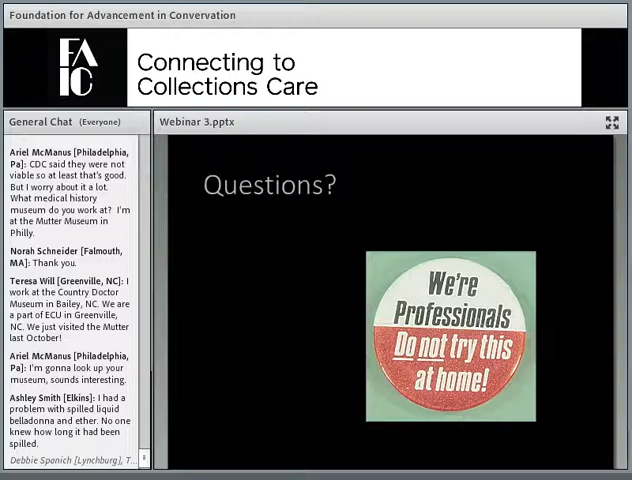 Foundation for Advancement in Convervation
FA
IC
Connecting to
Collections Care
General Chat (Everyone)
Ariel McManus [Philadelphia,
Pa]: CDC said they were not
viable so at least that's good.
But I worry about it a lot.
What medical history
museum do you work at? I'm
at the Mutter Museum in
Philly.
Norah Schneider [Falmouth,
MA]: Thank you.
Teresa Will [Greenville, NC]: I
work at the Country Doctor
Museum in Bailey, NC. We are
a part of ECU in Greenville,
NC. We just visited the Mutter
last October!
Ariel McManus [Philadelphia,
Pa]: I'm gonna look up your
museum, sounds interesting.
Ashley Smith [Elkins]: I had a
problem with spilled liquid
belladonna and ether. No one
knew how long it had been
spilled.
Debbie Spanich [Lynchburg], T...
Webinar 3.pptx
Questions?
We're
Professionals
Do not try this
at home!